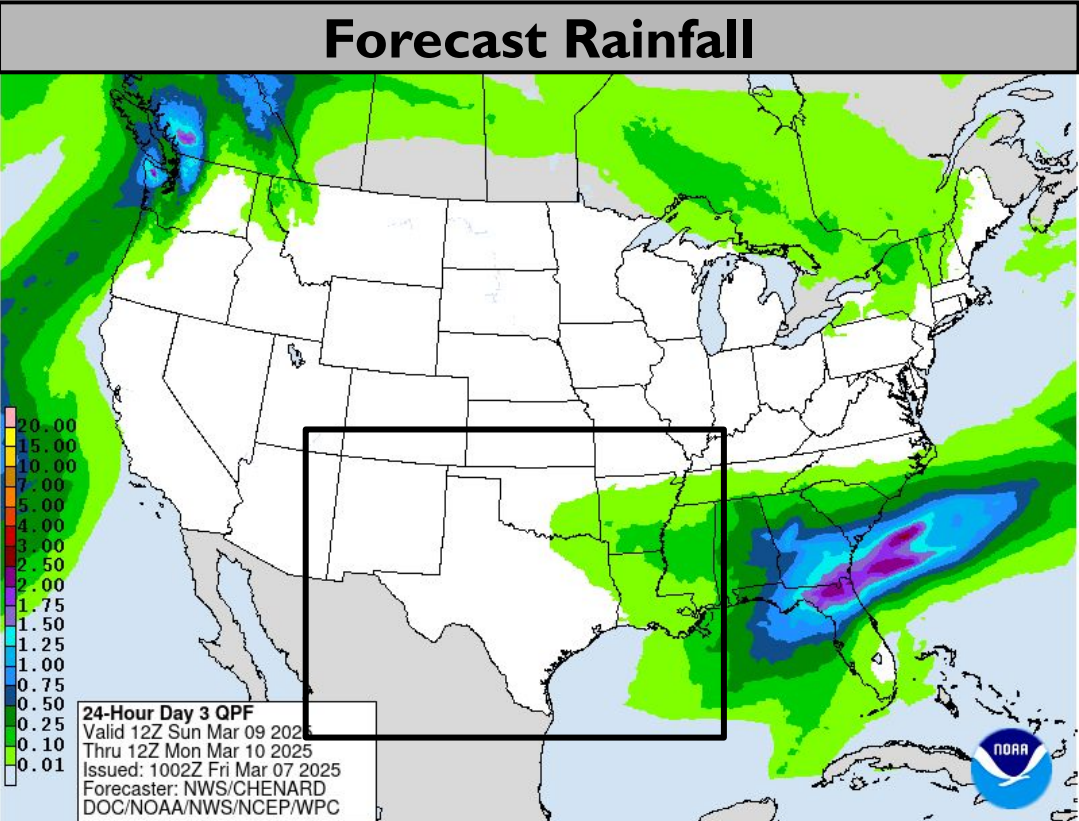 Forecast Rainfall
20.00
15.00
10.00
7.00
5.00
4.00
3.00
2.50
2.00
1.75
1.50
1.25
1.00
0.75
0.50
0.25
0.10
0.01
24-Hour Day 3 QPF
Valid 12Z Sun Mar 09 2025
Thru 12Z Mon Mar 10 2025
Issued: 1002Z Fri Mar 07 2025
Forecaster: NWS/CHENARD
DOC/NOAA/NWS/NCEP/WPC
NOAA